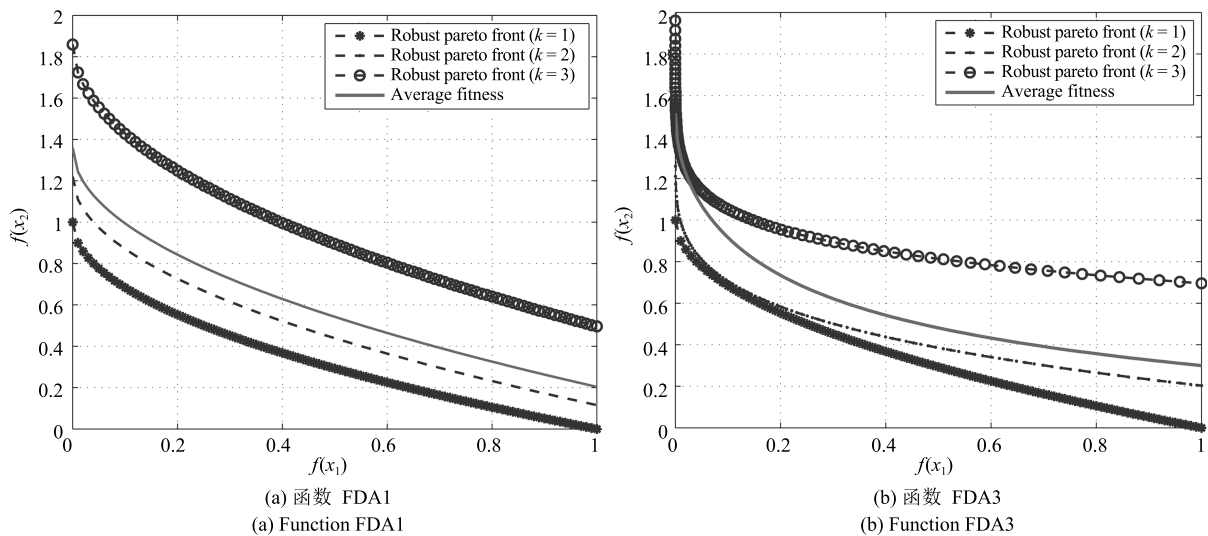 2
1.8
1.6
1.4
1.2
1
0.8
0.6
0.4
0.2
0
f(x₂)
Robust pareto front (k = 1)
Robust pareto front (k = 2)
Robust pareto front (k = 3)
Average fitness
0 0.2 0.4 0.6 0.8 1
f(x₁)
(a) 函数 FDA1
(a) Function FDA1
2
1.8
1.6
1.4
1.2
1
0.8
0.6
0.4
0.2
0
f(x₂)
Robust pareto front (k = 1)
Robust pareto front (k = 2)
Robust pareto front (k = 3)
Average fitness
0 0.2 0.4 0.6 0.8 1
f(x₁)
(b) 函数 FDA3
(b) Function FDA3